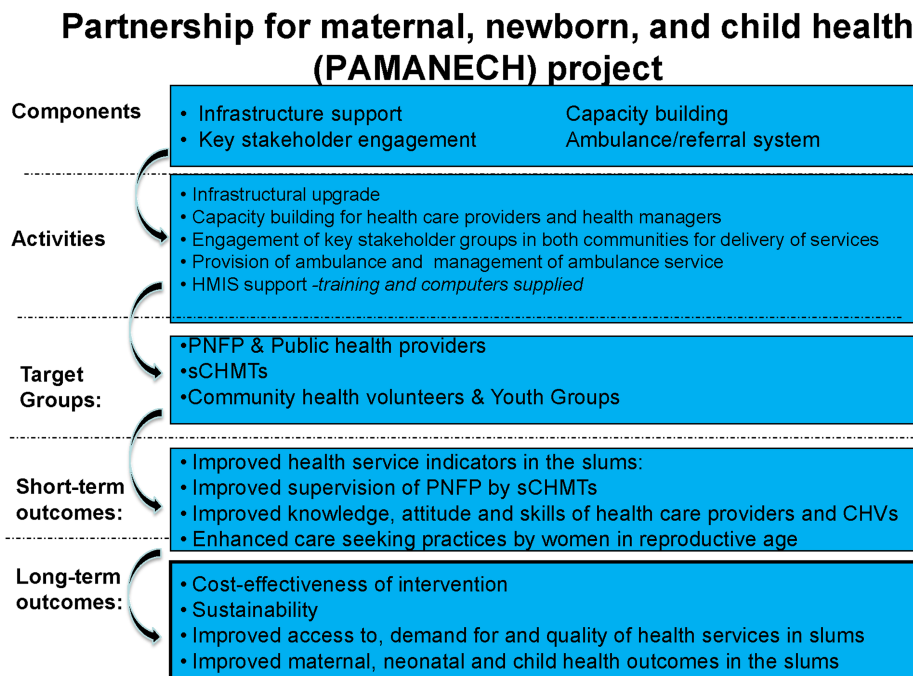 Partnership for maternal, newborn, and child health
(PAMANECH) project
Components
• Infrastructure support Capacity building
• Key stakeholder engagement Ambulance/referral system
Activities
• Infrastructural upgrade
• Capacity building for health care providers and health managers
• Engagement of key stakeholder groups in both communities for delivery of services
• Provision of ambulance and management of ambulance service
• HMIS support -training and computers supplied
Target
Groups:
•PNFP & Public health providers
•sCHMTs
•Community health volunteers & Youth Groups
Short-term
outcomes:
• Improved health service indicators in the slums:
• Improved supervision of PNFP by sCHMTs
• Improved knowledge, attitude and skills of health care providers and CHVs
• Enhanced care seeking practices by women in reproductive age
Long-term
outcomes:
• Cost-effectiveness of intervention
• Sustainability
• Improved access to, demand for and quality of health services in slums
• Improved maternal, neonatal and child health outcomes in the slums